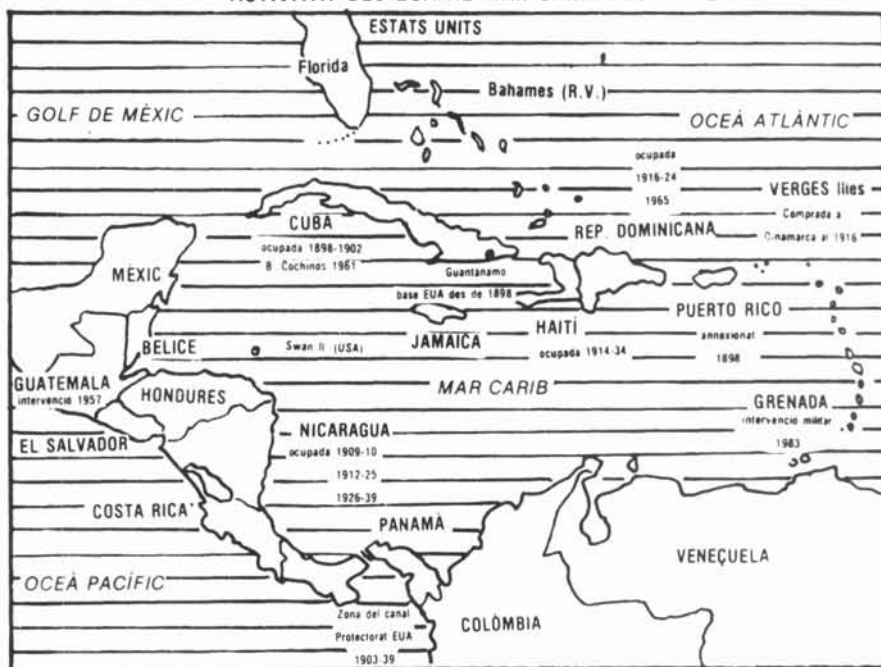 ESTATS UNITS
Florida
Bahames (R.V.)
GOLF DE MÈXIC
OCEÀ ATLÀNTIC
ocupada
1916-24
1965
VERGES Illes
Comprada a
Dinamarca al 1916
REP. DOMINICANA
CUBA
ocupada 1898-1902
B. Cochinos 1961
Guantánamo
base EUA des de 1898
MÈXIC
PUERTO RICO
annexionat
1898
HAITÍ
ocupada 1914-34
JAMAICA
BELICE
Swan Il (USA)
GUATEMALA
intervenció 1957
HONDURES
MAR CARIB
GRENADA
intervenció militar
1983
EL SALVADOR
NICARAGUA
ocupada 1909-10
1912-25
1926-39
COSTA RICA
PANAMÀ
VENEÇUELA
OCEÀ PACÍFIC
Zona del canal
Protectorat EUA
1903-39
COLÒMBIA